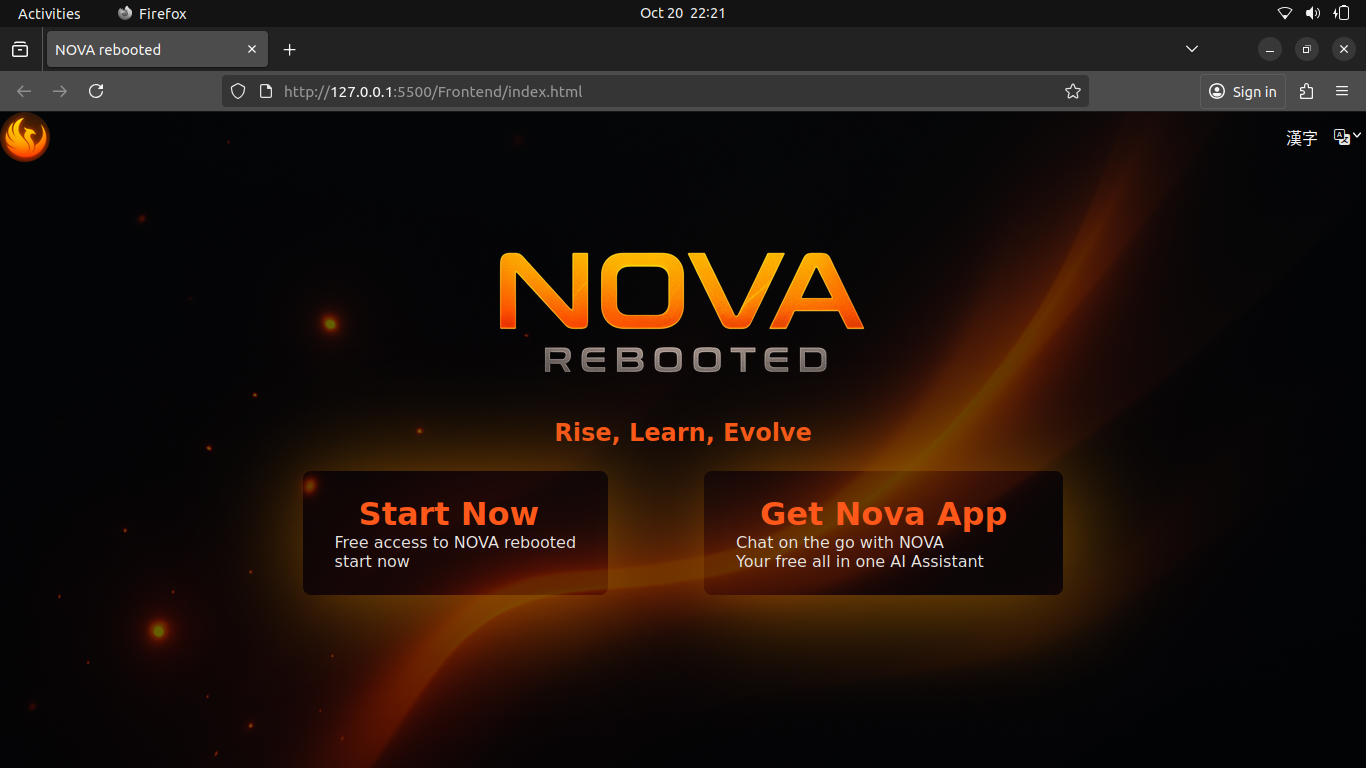 Activities
Firefox
Oct 20 22:21
NOVA rebooted
http://127.0.0.1:5500/Frontend/index.html
Sign in
漢字
NOVA
REBOOTED
Rise, Learn, Evolve
Start Now
Free access to NOVA rebooted
start now
Get Nova App
Chat on the go with NOVA
Your free all in one AI Assistant